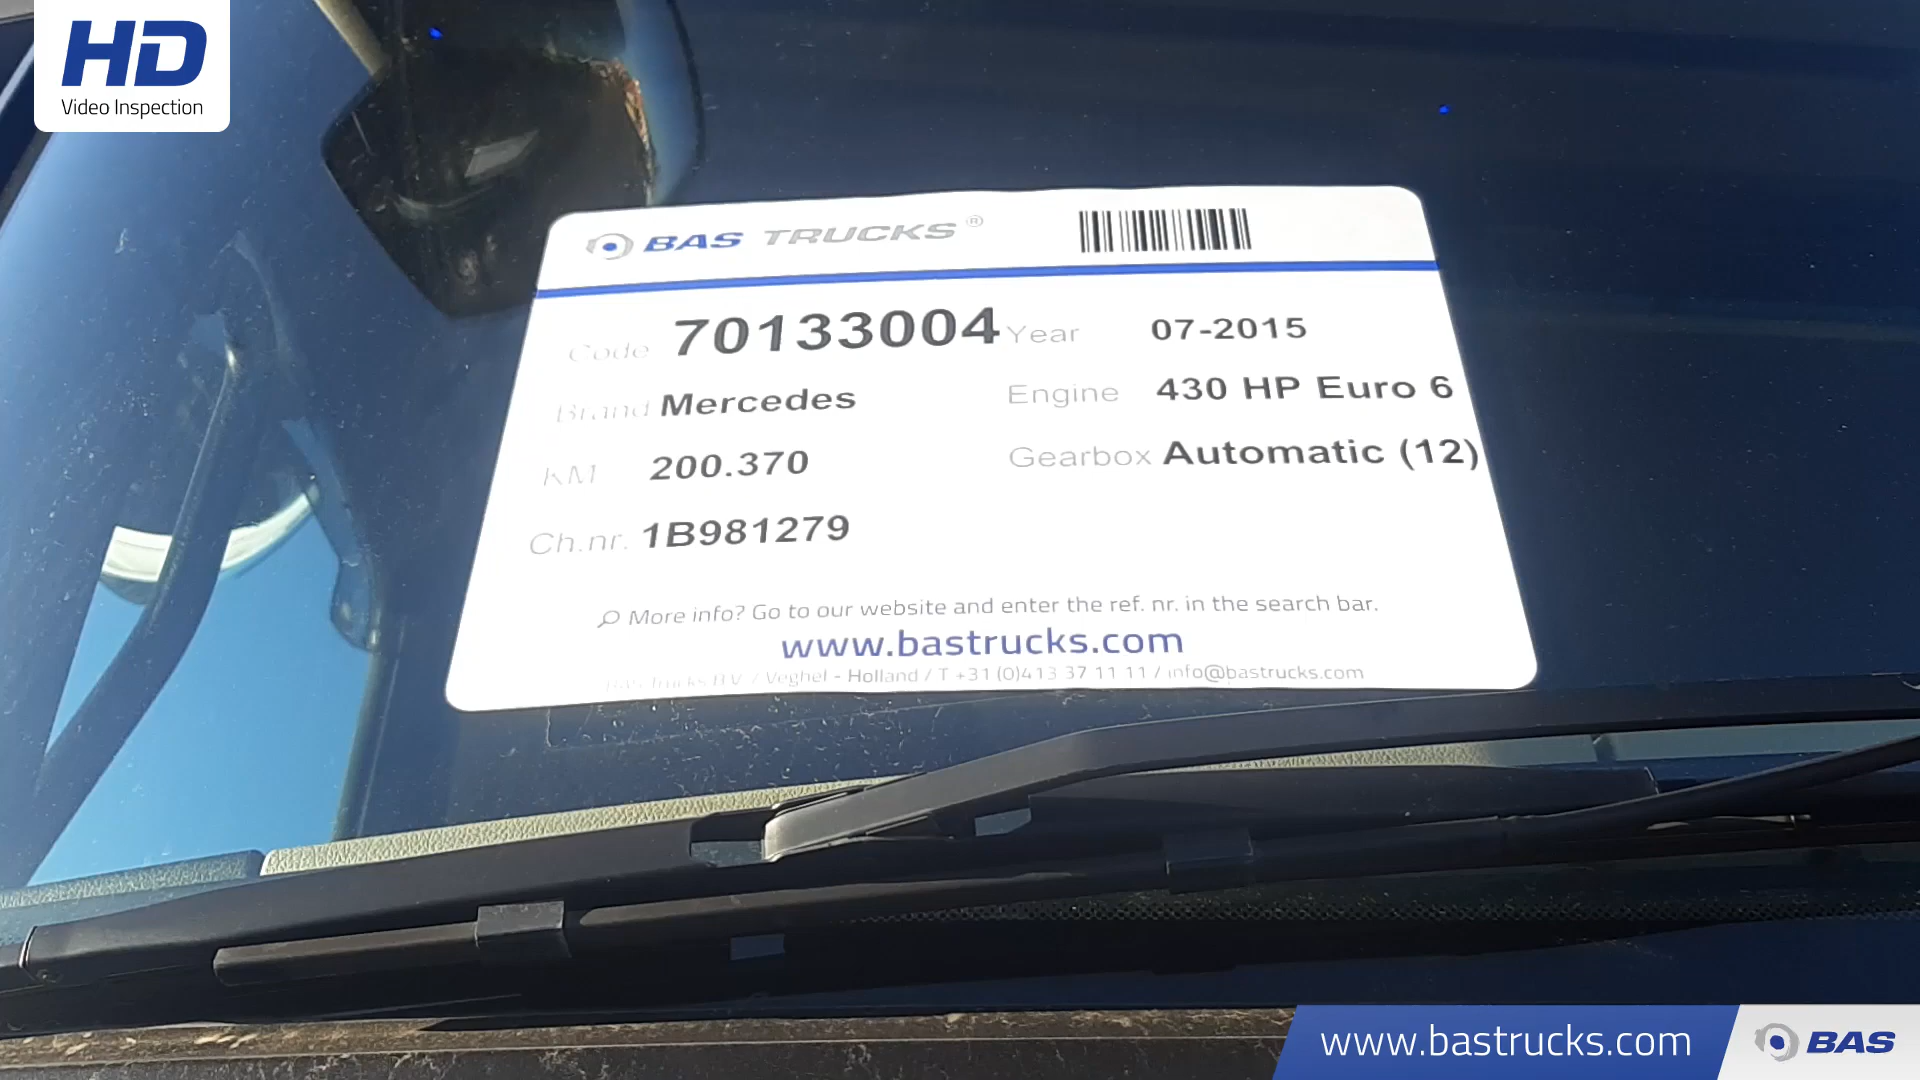 HD
Video Inspection
BAS TRUCKS®
Code 70133004 Year 07-2015
Brand Mercedes Engine 430 HP Euro 6
KM 200.370 Gearbox Automatic (12)
Ch.nr. 1B981279
More info? Go to our website and enter the ref. nr. in the search bar.
www.bastrucks.com
Bas Trucks B.V. / Veghel - Holland / T +31 (0)413 37 11 11 / info@bastrucks.com
www.bastrucks.com BAS